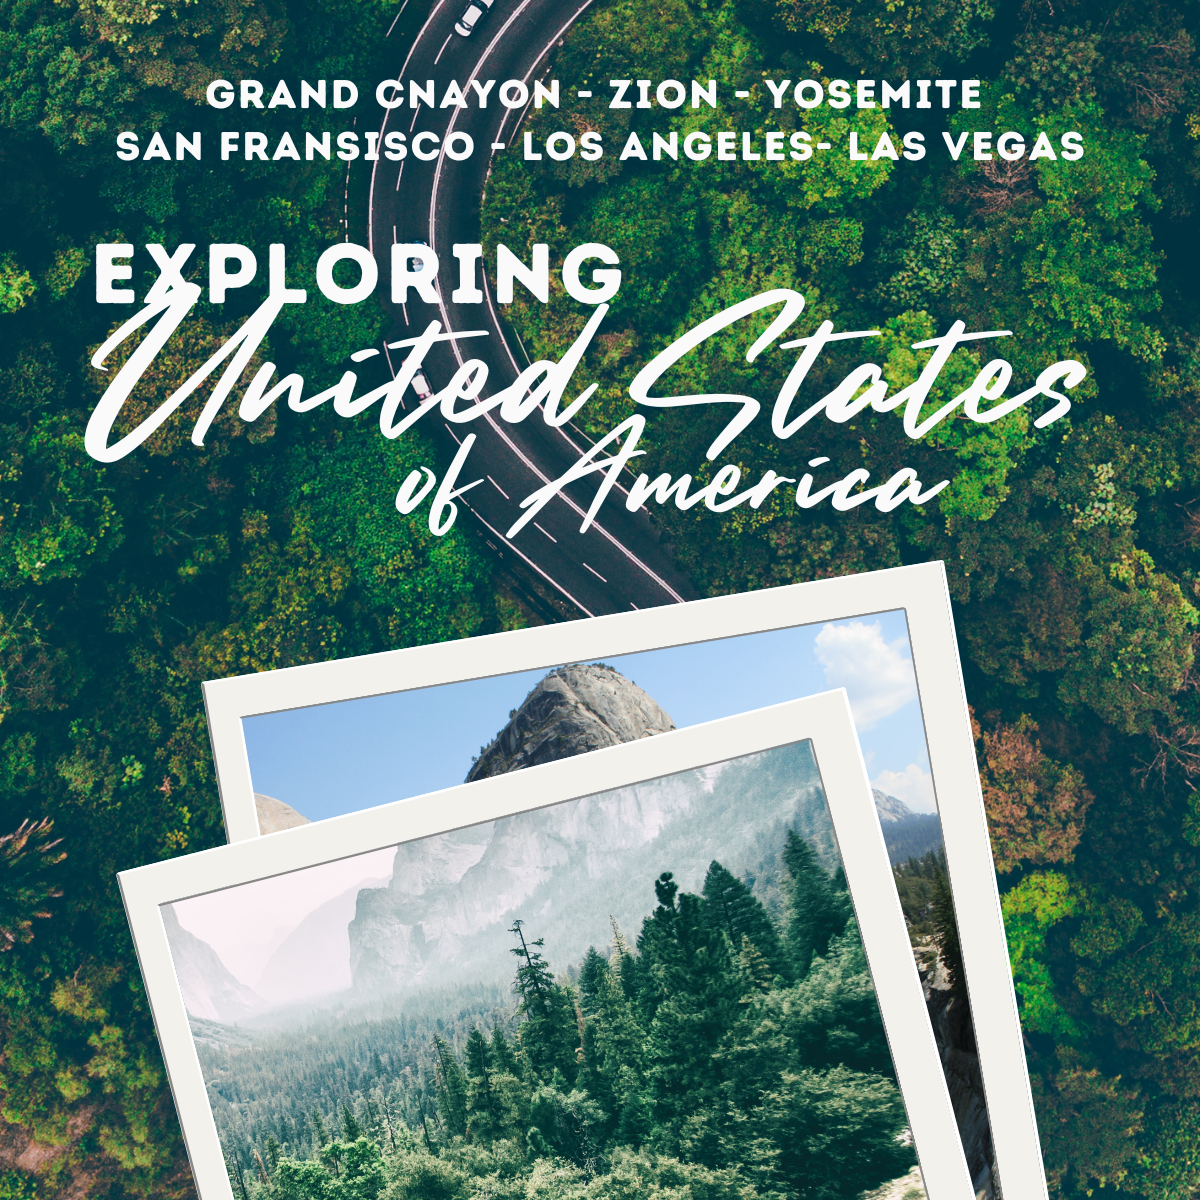 GRAND CNAYON - ZION - YOSEMITE
SAN FRANSISCO - LOS ANGELES- LAS VEGAS
EXPLORING
United States
of America